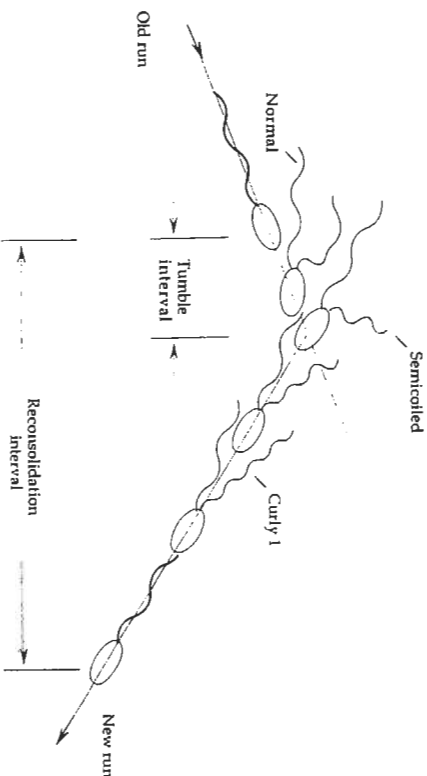 Old run
Normal
Tumble
interval
Semicoiled
Curly 1
Reconsolidation
interval
New run